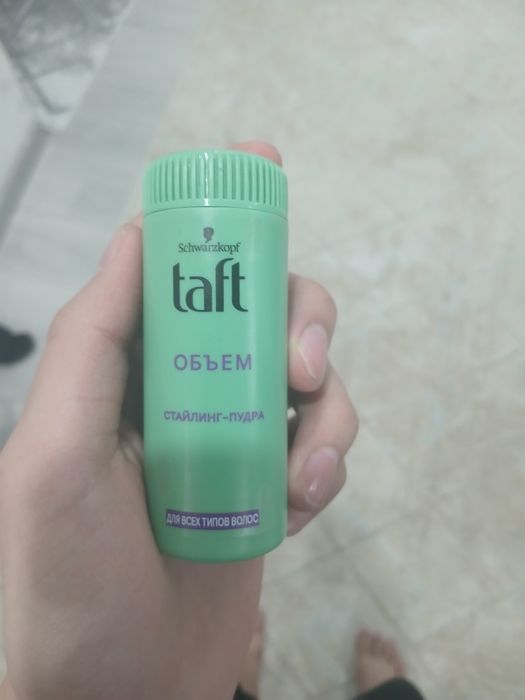 Schwarzkopf
taft
ОБЪЕМ
СТАЙЛИНГ-ПУДРА
ДЛЯ ВСЕХ ТИПОВ ВОЛОС